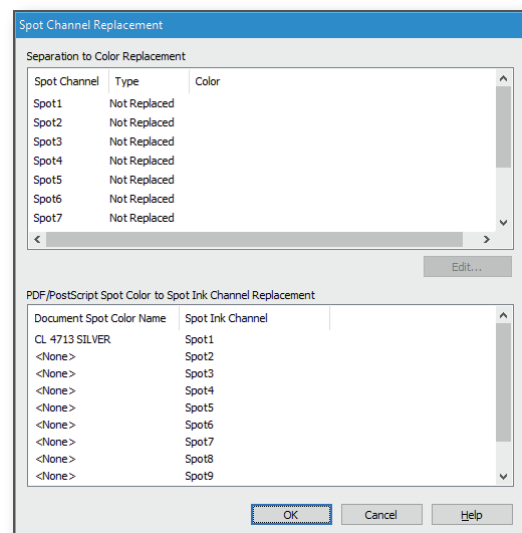 Spot Channel Replacement
Separation to Color Replacement
Spot Channel Type Color
Spot1 Not Replaced
Spot2 Not Replaced
Spot3 Not Replaced
Spot4 Not Replaced
Spot5 Not Replaced
Spot6 Not Replaced
Spot7 Not Replaced
Edit...
PDF/PostScript Spot Color to Spot Ink Channel Replacement
Document Spot Color Name Spot Ink Channel
CL 4713 SILVER Spot1
<None> Spot2
<None> Spot3
<None> Spot4
<None> Spot5
<None> Spot6
<None> Spot7
<None> Spot8
<None> Spot9
OK Cancel Help